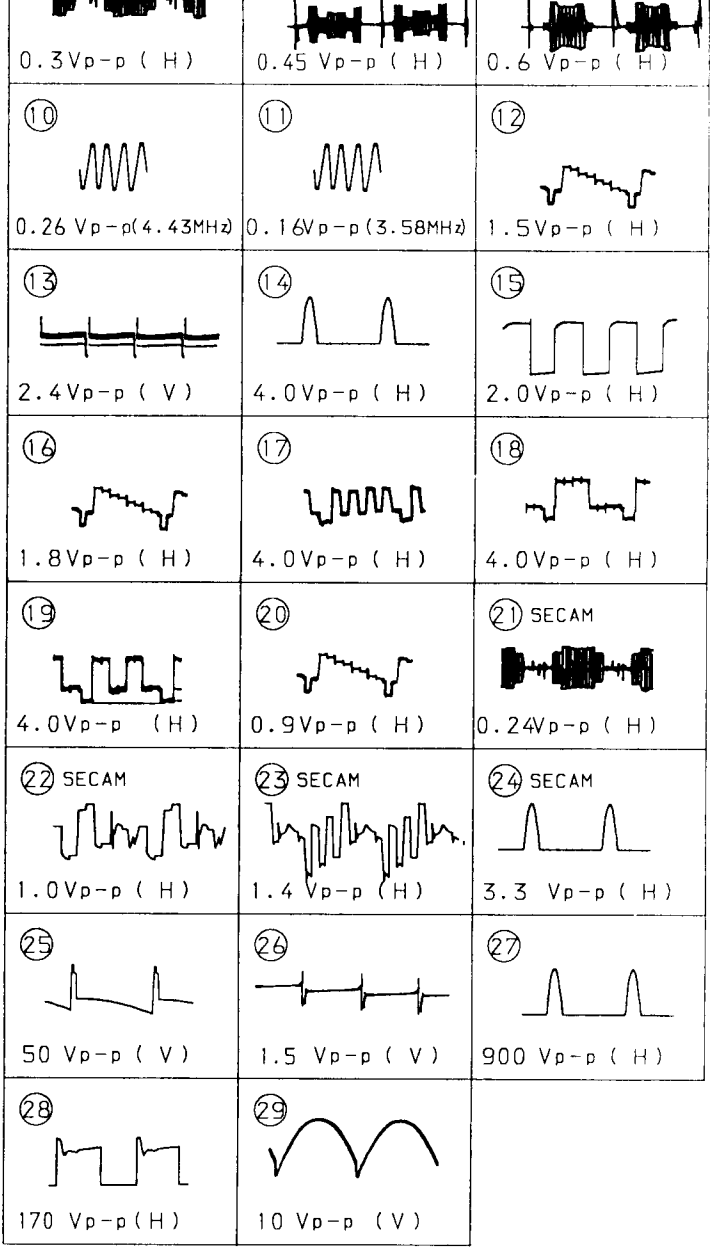 0.3Vp-p ( H)
0.45 Vp-p ( H)
0.6 Vp-p ( H)
10
0.26 Vp-p(4.43MHz)
11
0.16Vp-p(3.58MHz)
12
1.5Vp-p ( H)
13
2.4Vp-p ( V)
14
4.0Vp-p ( H)
15
2.0Vp-p ( H)
16
1.8Vp-p ( H)
17
4.0Vp-p ( H)
18
4.0Vp-p ( H)
19
4.0Vp-p (H)
20
0.9Vp-p ( H)
21 SECAM
0.24Vp-p ( H)
22 SECAM
1.0Vp-p ( H)
23 SECAM
1.4 Vp-p (H)
24 SECAM
3.3 Vp-p ( H)
25
50 Vp-p ( V)
26
1.5 Vp-p ( V)
27
900 Vp-p ( H)
28
170 Vp-p(H)
29
10 Vp-p (V)